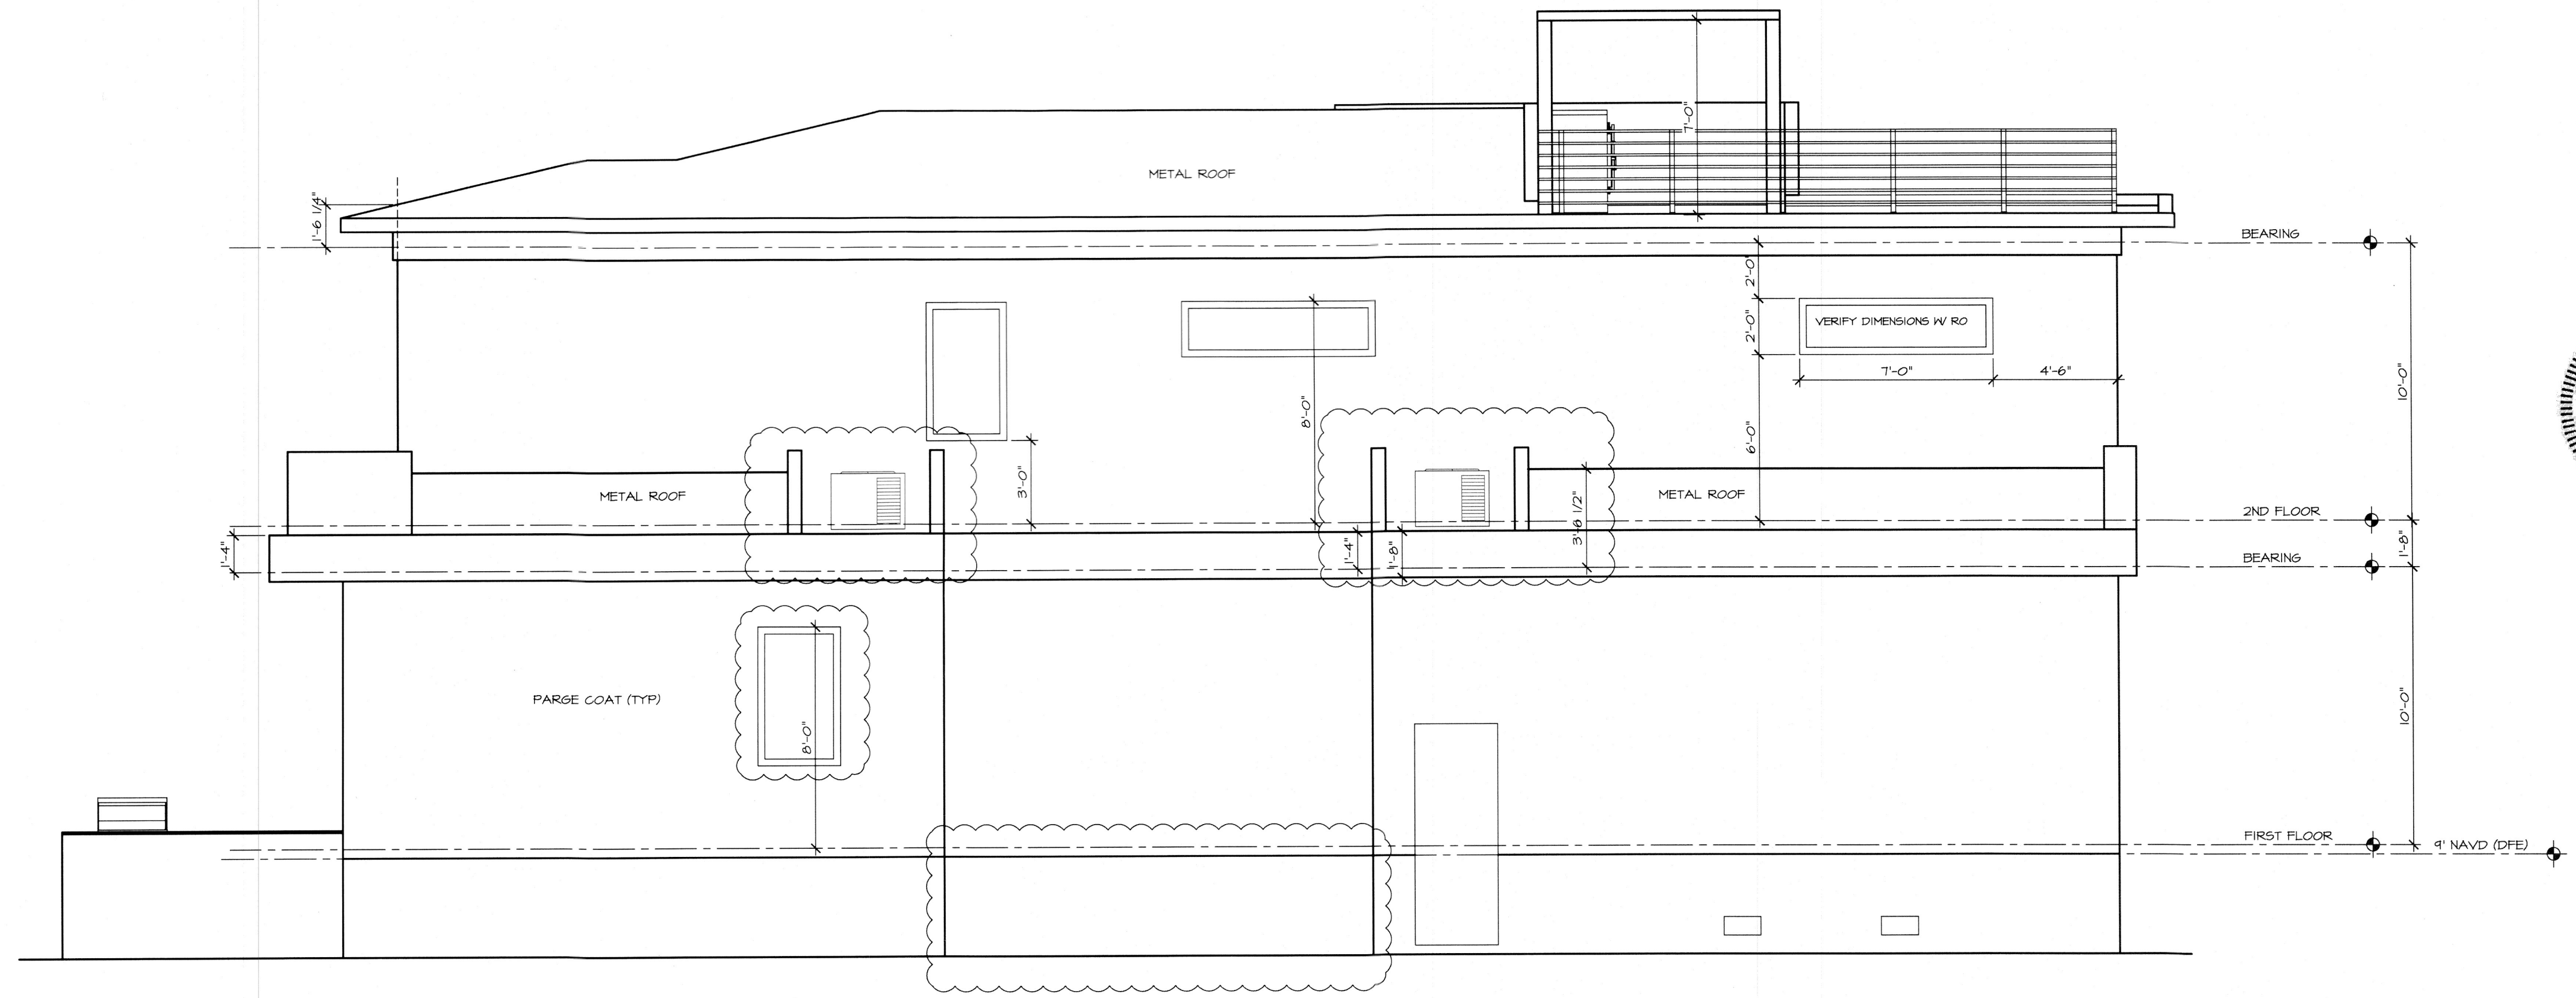 7'-0"
METAL ROOF
1'-6 1/4"
BEARING
2'-0"
2'-0"
VERIFY DIMENSIONS W/ RO
7'-0"
4'-6"
10'-0"
8'-0"
6'-0"
3'-0"
METAL ROOF
METAL ROOF
3'-6 1/2"
2ND FLOOR
1'-4"
1'-4"
1'-8"
1'-8"
BEARING
PARGE COAT (TYP)
8'-0"
10'-0"
FIRST FLOOR
9' NAVD (DFE)